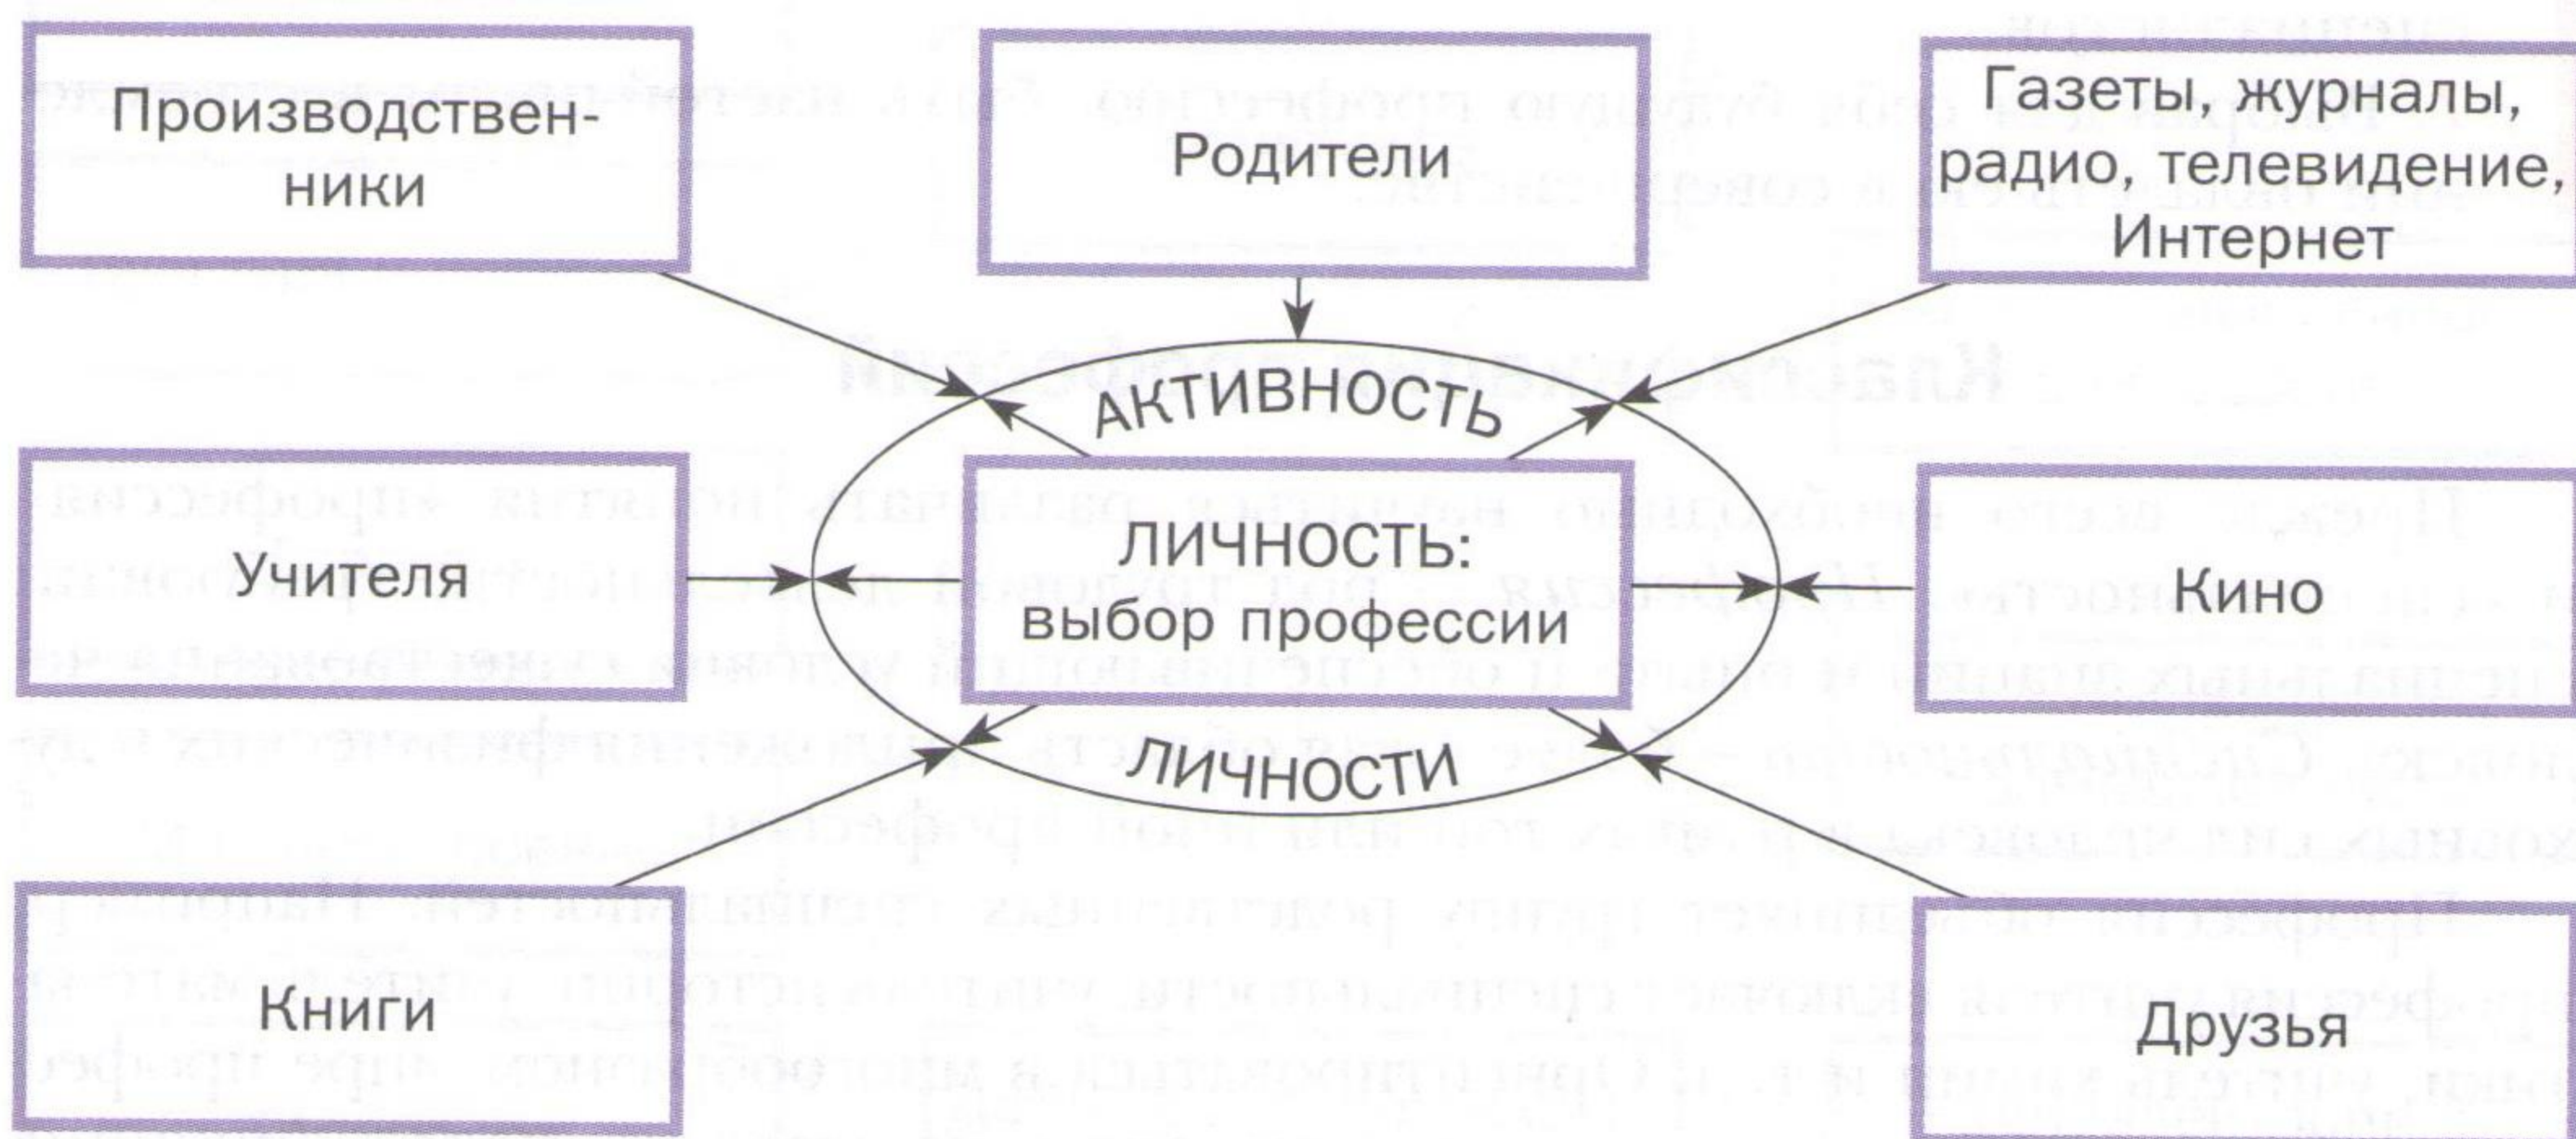 Производствен-
ники
Родители
Газеты, журналы,
радио, телевидение,
Интернет
АКТИВНОСТЬ
Учителя
ЛИЧНОСТЬ:
выбор профессии
Кино
ЛИЧНОСТИ
Книги
Друзья